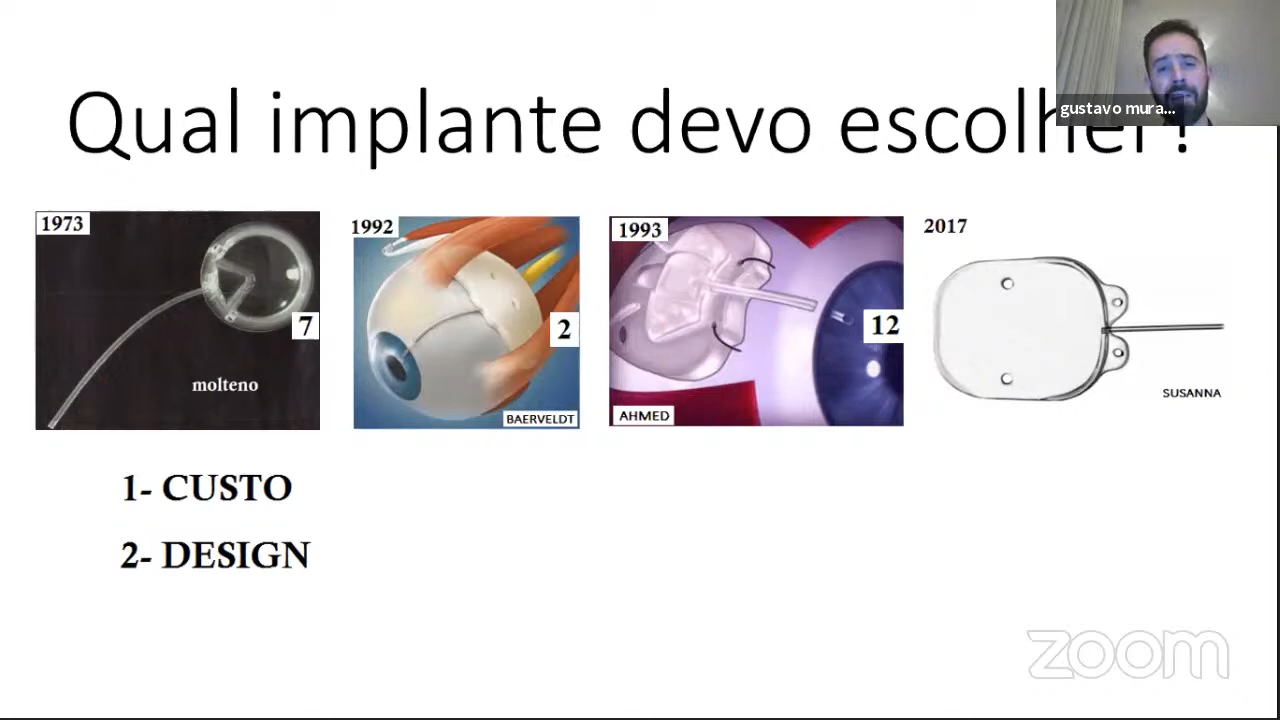 Qual implante devo escolher?
gustavo mura...
1973
7
molteno
1992
2
BAERVELDT
1993
12
AHMED
2017
SUSANNA
1- CUSTO
2- DESIGN
zoom